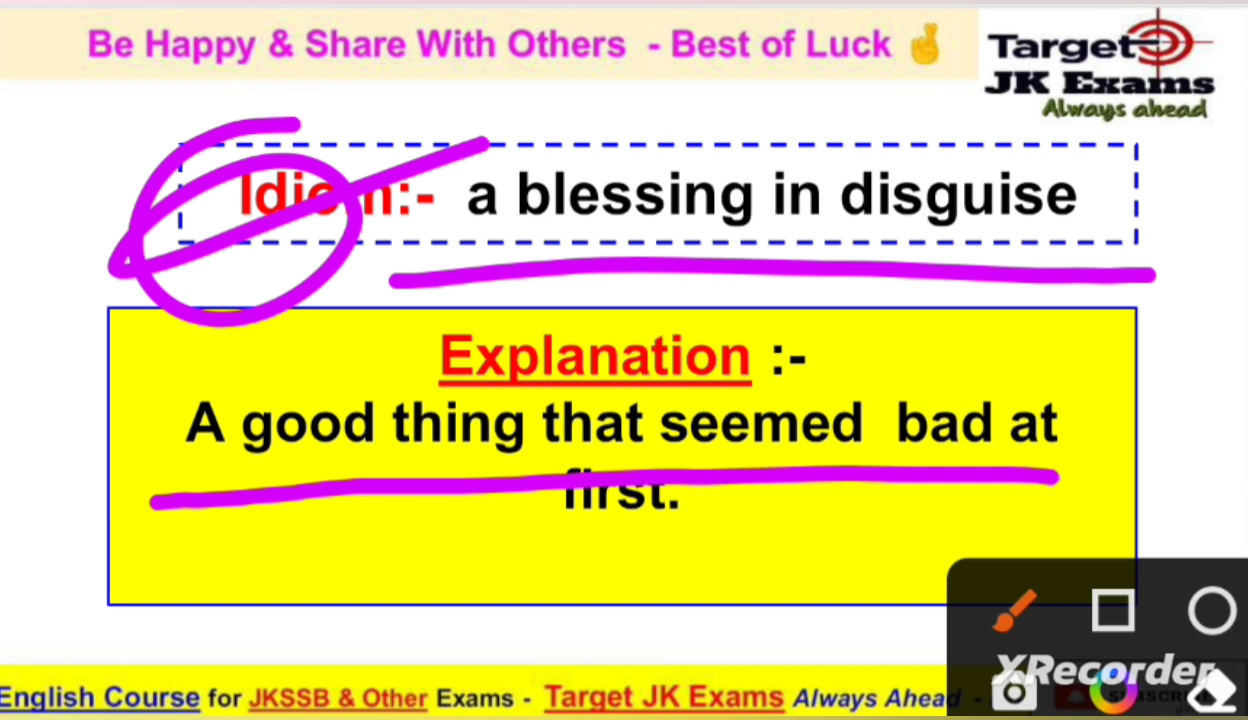 Be Happy & Share With Others - Best of Luck
Target
JK Exams
Always ahead
Idiom:- a blessing in disguise
Explanation :-
A good thing that seemed bad at
first.
XRecorder
English Course for JKSSB & Other Exams - Target JK Exams Always Ahead -